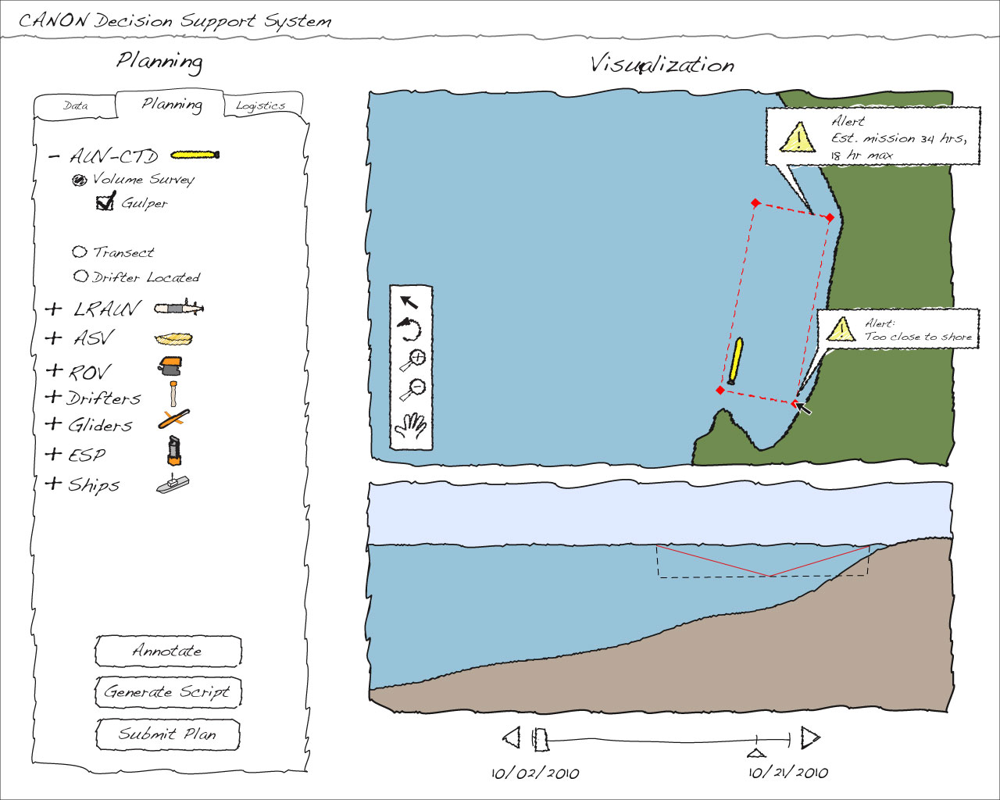 CANON Decision Support System
Planning
Visualization
Data
Planning
Logistics
- AUV-CTD
Volume Survey
Gulper
Transect
Drifter Located
+ LRAUV
+ ASV
+ ROV
+ Drifters
+ Gliders
+ ESP
+ Ships
Annotate
Generate Script
Submit Plan
Alert
Est. mission 34 hrs,
18 hr max
Alert:
Too close to shore
10/02/2010
10/21/2010